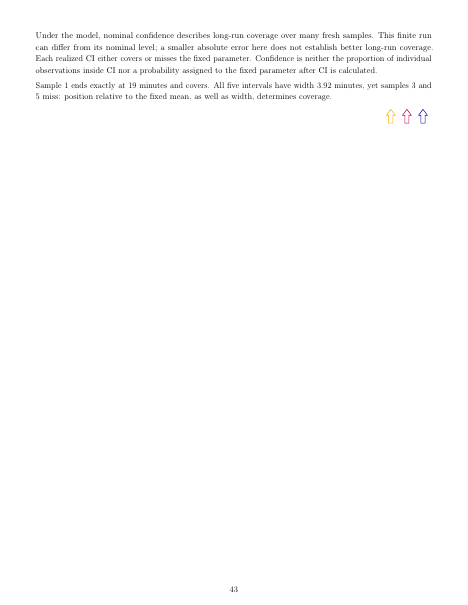 Under the model, nominal confidence describes long-run coverage over many fresh samples. This finite run
can differ from its nominal level; a smaller absolute error here does not establish better long-run coverage.
Each realized CI either covers or misses the fixed parameter. Confidence is neither the proportion of individual
observations inside CI nor a probability assigned to the fixed parameter after CI is calculated.
Sample 1 ends exactly at 19 minutes and covers. All five intervals have width 3.92 minutes, yet samples 3 and
5 miss: position relative to the fixed mean, as well as width, determines coverage.
43